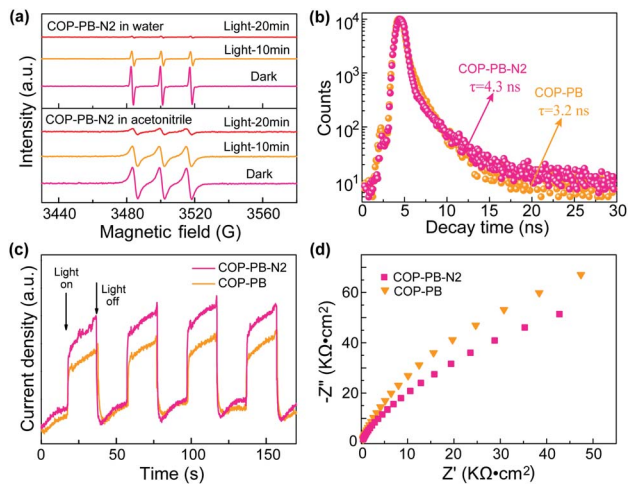 (a)
COP-PB-N2 in water
Light-20min
Light-10min
Dark
COP-PB-N2 in acetonitrile
Light-20min
Light-10min
Dark
Intensity (a.u.)
3440 3480 3520 3560
Magnetic field (G)
(b)
10⁴
10³
10²
10¹
Counts
COP-PB-N2
τ=4.3 ns
COP-PB
τ=3.2 ns
0 5 10 15 20 25 30
Decay time (ns)
(c)
Light
on
Light
off
COP-PB-N2
COP-PB
Current density (a.u.)
0 50 100 150
Time (s)
(d)
COP-PB-N2
COP-PB
60
40
20
0
-Z" (KΩ•cm²)
0 10 20 30 40 50
Z' (KΩ•cm²)